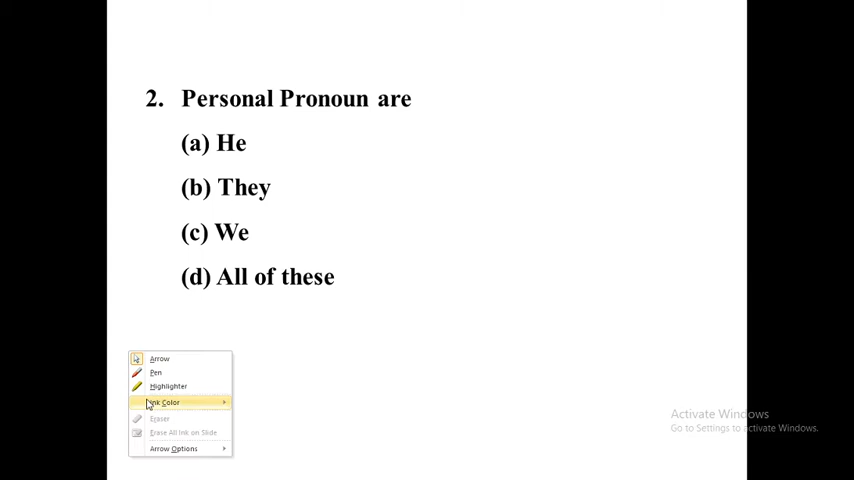 2. Personal Pronoun are
(a) He
(b) They
(c) We
(d) All of these
Arrow
Pen
Highlighter
Ink Color
Eraser
Erase All Ink on Slide
Arrow Options
Activate Windows
Go to Settings to activate Windows.